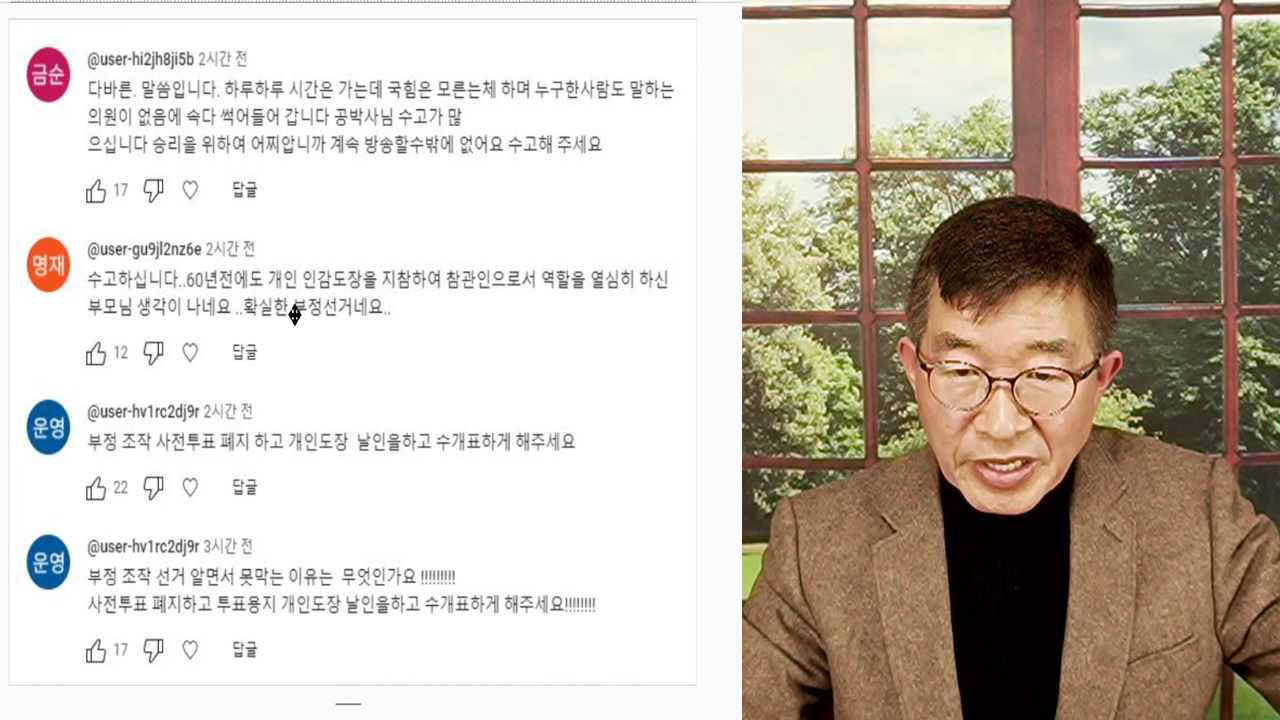 금순
@user-hi2jh8ji5b 2시간 전
다바른. 말씀입니다. 하루하루 시간은 가는데 국힘은 모른는체 하며 누구한사람도 말하는
의원이 없음에 속다 썩어들어 갑니다 공박사님 수고가 많
으십니다 승리을 위하여 어찌압니까 계속 방송할수밖에 없어요 수고해 주세요
17 답글
명재
@user-gu9jl2nz6e 2시간 전
수고하십니다..60년전에도 개인 인감도장을 지참하여 참관인으로서 역할을 열심히 하신
부모님 생각이 나네요 ..확실한 부정선거네요..
12 답글
운영
@user-hv1rc2dj9r 2시간 전
부정 조작 사전투표 폐지 하고 개인도장 날인을하고 수개표하게 해주세요
22 답글
운영
@user-hv1rc2dj9r 3시간 전
부정 조작 선거 알면서 못막는 이유는 무엇인가요 !!!!!!!!!
사전투표 폐지하고 투표용지 개인도장 날인을하고 수개표하게 해주세요!!!!!!!!
17 답글